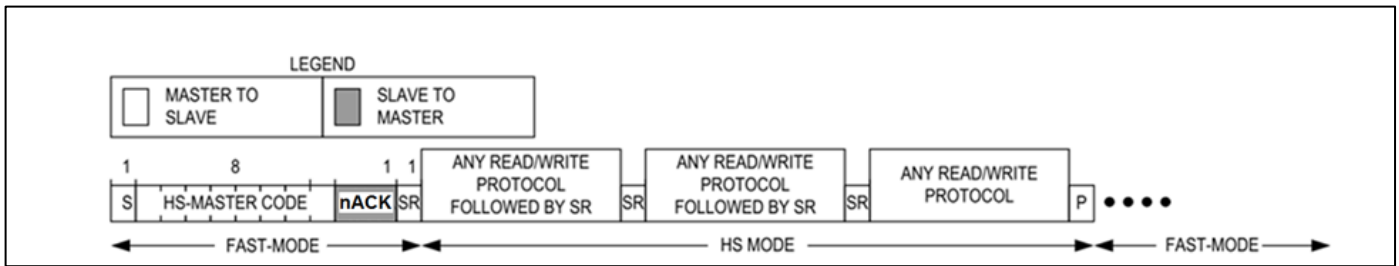 LEGEND
MASTER TO
SLAVE
SLAVE TO
MASTER
1 8 1 1
S HS-MASTER CODE nACK SR
ANY READ/WRITE
PROTOCOL
FOLLOWED BY SR
SR
ANY READ/WRITE
PROTOCOL
FOLLOWED BY SR
SR
ANY READ/WRITE
PROTOCOL
P
FAST-MODE HS MODE FAST-MODE